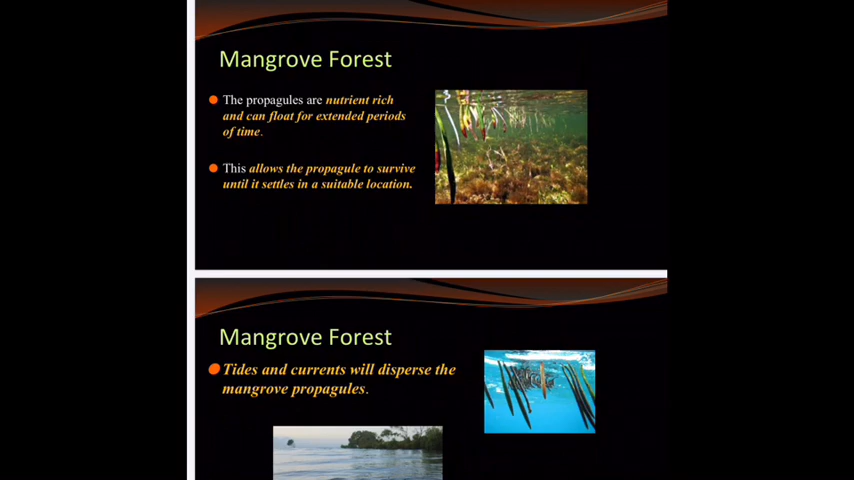 Mangrove Forest
The propagules are nutrient rich
and can float for extended periods
of time.
This allows the propagule to survive
until it settles in a suitable location.
Mangrove Forest
Tides and currents will disperse the
mangrove propagules.